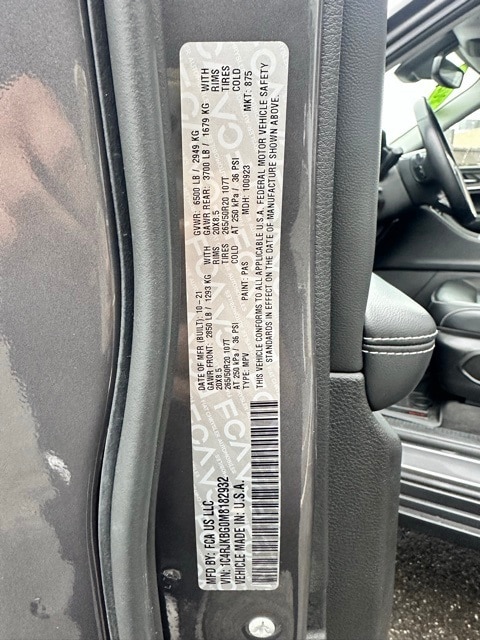 MFD BY: FCA US LLC
VIN: 1C4RJKBG0M8182932
VEHICLE MADE IN: U.S.A.
DATE OF MFR (BUILT): 10-21 GVWR: 6500 LB / 2949 KG
GAWR FRONT: 2850 LB / 1293 KG WITH GAWR REAR: 3700 LB / 1679 KG WITH
20X8.5 RIMS 20X8.5 RIMS
265/50R20 107T TIRES 265/50R20 107T TIRES
AT 250 kPa / 36 PSI COLD AT 250 kPa / 36 PSI COLD
TYPE: MPV PAINT: PAS MDH: 100923 MKT: 875
THIS VEHICLE CONFORMS TO ALL APPLICABLE U.S.A. FEDERAL MOTOR VEHICLE SAFETY
STANDARDS IN EFFECT ON THE DATE OF MANUFACTURE SHOWN ABOVE.